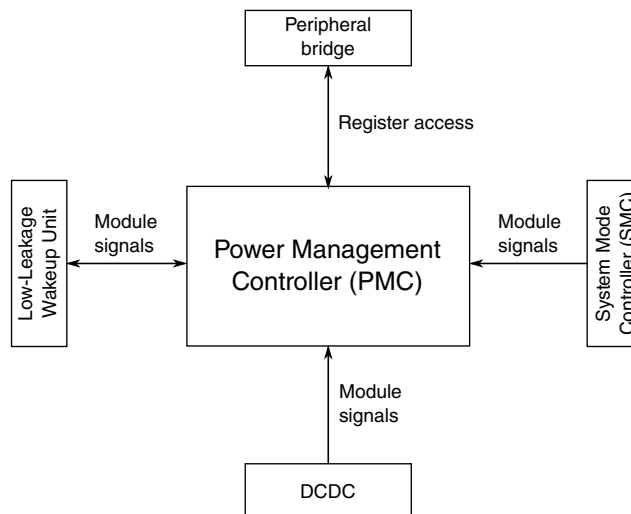 Peripheral
bridge
Register access
Low-Leakage
Wakeup Unit
Module
signals
Power Management
Controller (PMC)
Module
signals
System Mode
Controller (SMC)
Module
signals
DCDC